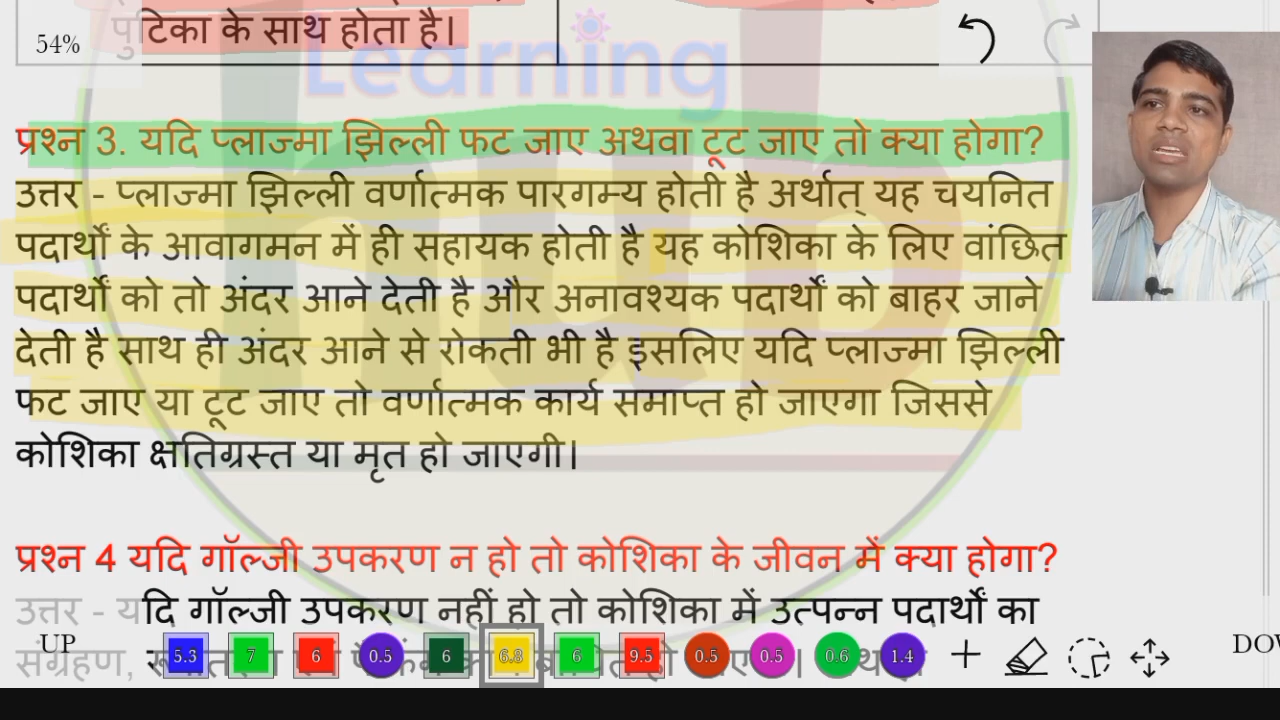 पुटिका के साथ होता है।
54%
Learning
hub
प्रश्न 3. यदि प्लाज्मा झिल्ली फट जाए अथवा टूट जाए तो क्या होगा?
उत्तर - प्लाज्मा झिल्ली वर्णात्मक पारगम्य होती है अर्थात् यह चयनित
पदार्थों के आवागमन में ही सहायक होती है यह कोशिका के लिए वांछित
पदार्थों को तो अंदर आने देती है और अनावश्यक पदार्थों को बाहर जाने
देती है साथ ही अंदर आने से रोकती भी है इसलिए यदि प्लाज्मा झिल्ली
फट जाए या टूट जाए तो वर्णात्मक कार्य समाप्त हो जाएगा जिससे
कोशिका क्षतिग्रस्त या मृत हो जाएगी।
प्रश्न 4 यदि गॉल्जी उपकरण न हो तो कोशिका के जीवन में क्या होगा?
उत्तर - यदि गॉल्जी उपकरण नहीं हो तो कोशिका में उत्पन्न पदार्थों का
संग्रहण,
UP 5.3 7 6 0.5 6 6.8 6 9.5 0.5 0.5 0.6 1.4